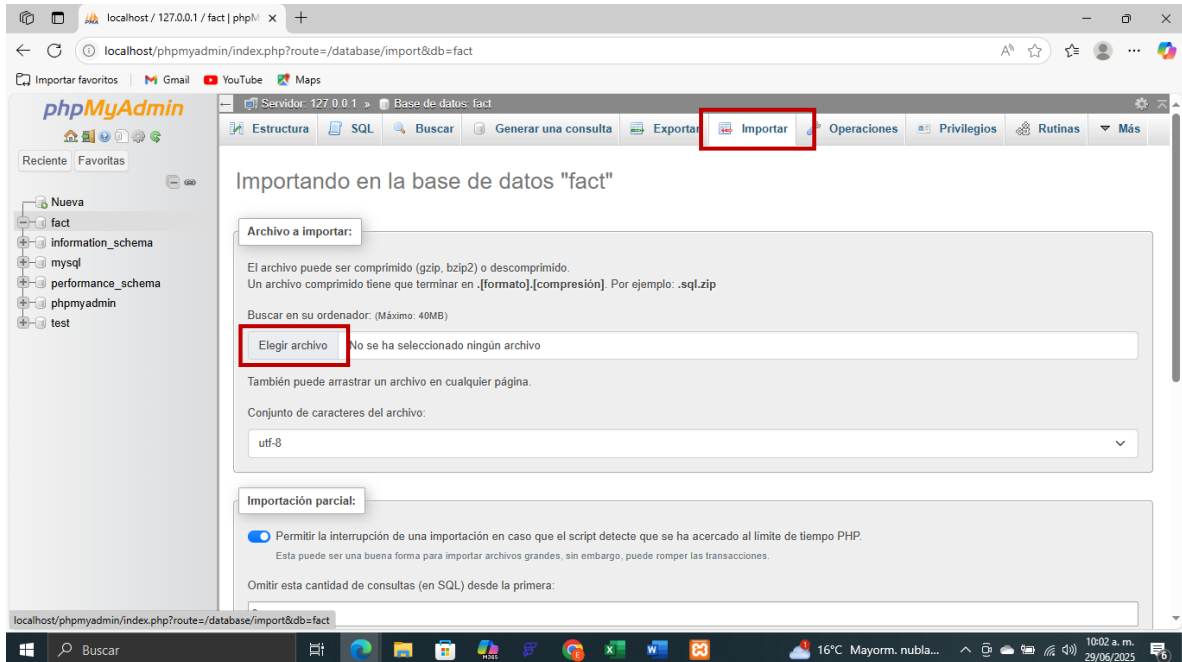 localhost / 127.0.0.1 / fact | phpM
localhost/phpmyadmin/index.php?route=/database/import&db=fact
Importar favoritos Gmail YouTube Maps
phpMyAdmin
Reciente Favoritas
Nueva
fact
information_schema
mysql
performance_schema
phpmyadmin
test
Servidor: 127.0.0.1 » Base de datos: fact
Estructura SQL Buscar Generar una consulta Exportar Importar Operaciones Privilegios Rutinas Más
Importando en la base de datos "fact"
Archivo a importar:
El archivo puede ser comprimido (gzip, bzip2) o descomprimido.
Un archivo comprimido tiene que terminar en .[formato].[compresión]. Por ejemplo: .sql.zip
Buscar en su ordenador: (Máximo: 40MB)
Elegir archivo No se ha seleccionado ningún archivo
También puede arrastrar un archivo en cualquier página.
Conjunto de caracteres del archivo:
utf-8
Importación parcial:
Permitir la interrupción de una importación en caso que el script detecte que se ha acercado al límite de tiempo PHP.
Esta puede ser una buena forma para importar archivos grandes, sin embargo, puede romper las transacciones.
Omitir esta cantidad de consultas (en SQL) desde la primera:
localhost/phpmyadmin/index.php?route=/database/import&db=fact
Buscar
16°C Mayorm. nubla...
10:02 a. m.
29/06/2025